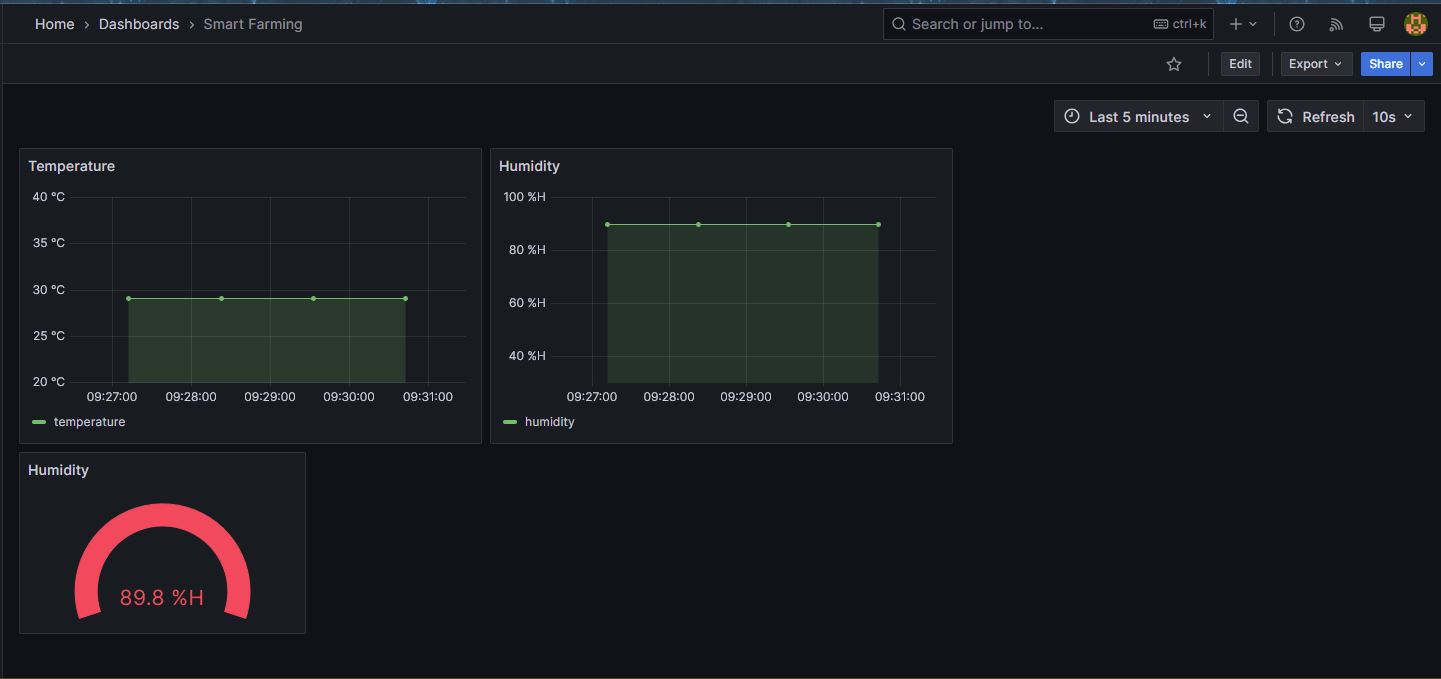 Home › Dashboards › Smart Farming
Search or jump to... ctrl+k
Edit Export Share
Last 5 minutes Refresh 10s
Temperature
40 °C
35 °C
30 °C
25 °C
20 °C
09:27:00 09:28:00 09:29:00 09:30:00 09:31:00
temperature
Humidity
100 %H
80 %H
60 %H
40 %H
09:27:00 09:28:00 09:29:00 09:30:00 09:31:00
humidity
Humidity
89.8 %H